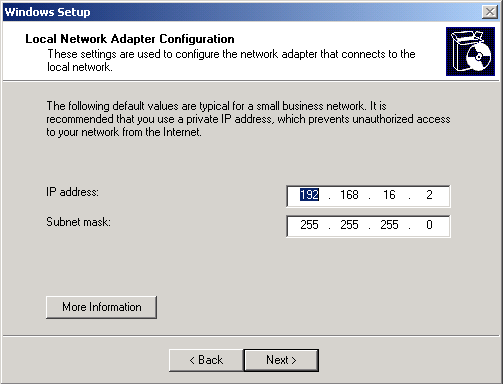 Windows Setup
Local Network Adapter Configuration
These settings are used to configure the network adapter that connects to the
local network.
The following default values are typical for a small business network. It is
recommended that you use a private IP address, which prevents unauthorized access
to your network from the Internet.
IP address: 192 . 168 . 16 . 2
Subnet mask: 255 . 255 . 255 . 0
More Information
< Back Next >